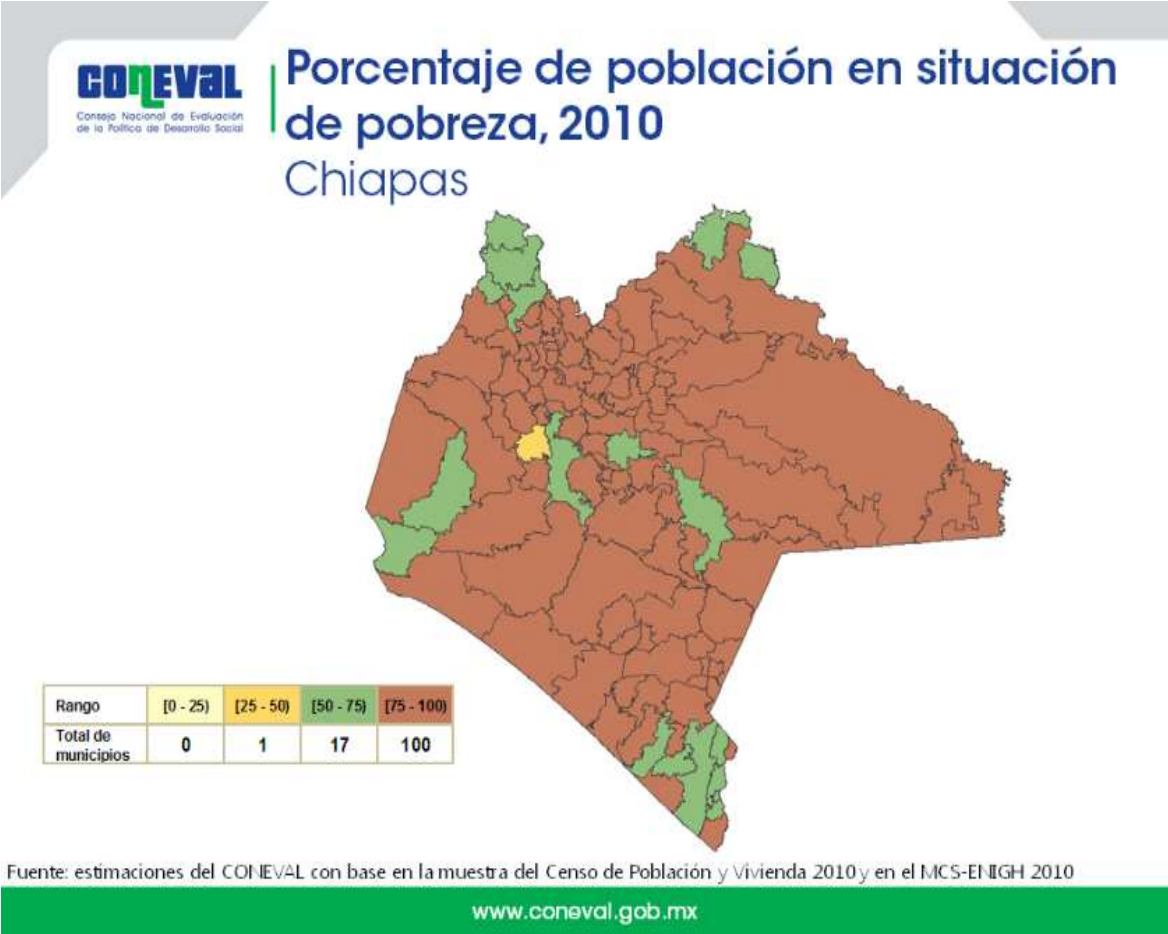 CONEVAL
Consejo Nacional de Evaluación
de la Política de Desarrollo Social
Porcentaje de población en situación
de pobreza, 2010
Chiapas
Rango [0 - 25) [25 - 50) [50 - 75) [75 - 100)
Total de
municipios 0 1 17 100
Fuente: estimaciones del CONEVAL con base en la muestra del Censo de Población y Vivienda 2010 y en el MCS-ENIGH 2010
www.coneval.gob.mx